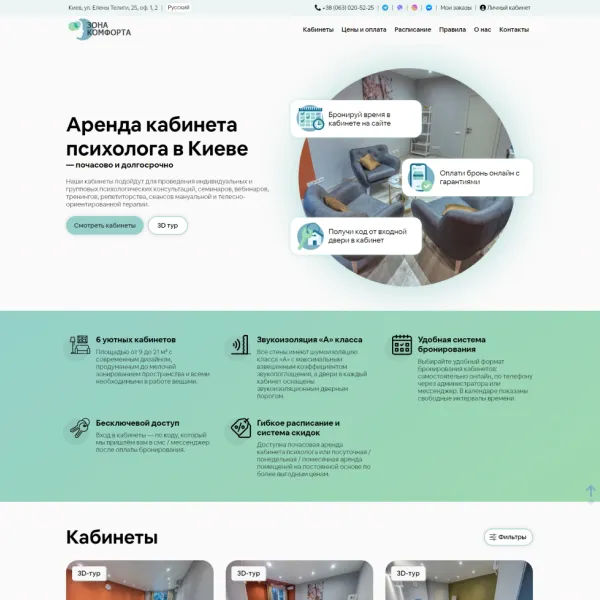 Киев, ул. Елены Телиги, 25, оф. 1, 2 | Русский
+38 (063) 020-52-25 | Мои заказы | Личный кабинет
ЗОНА
КОМФОРТА
Кабинеты Цены и оплата Расписание Правила О нас Контакты
Аренда кабинета
психолога в Киеве
— почасово и долгосрочно
Наши кабинеты подойдут для проведения индивидуальных и
групповых психологических консультаций, семинаров, вебинаров,
тренингов, репетиторства, сеансов мануальной и телесно-
ориентированной терапии.
Смотреть кабинеты
3D тур
Бронируй время в
кабинете на сайте
Оплати бронь онлайн с
гарантиями
Получи код от входной
двери в кабинет
6 уютных кабинетов
Площадью от 9 до 21 м² с
современным дизайном,
продуманным до мелочей
зонированием пространства и всеми
необходимыми в работе вещами.
Звукоизоляция «А» класса
Все стены имеют шумоизоляцию
класса «А» с максимальным
взвешенным коэффициентом
звукопоглощения, а двери в каждый
кабинет оснащены
звукоизоляционным дверным
порогом.
Удобная система
бронирования
Выбирайте удобный формат
бронирования кабинетов:
самостоятельно онлайн, по телефону
через администратора или
мессенджер. В календаре показаны
свободные интервалы времени.
Бесключевой доступ
Вход в кабинеты — по коду, который
мы пришлём вам в смс / мессенджер
после оплаты бронирования.
Гибкое расписание и
система скидок
Доступна почасовая аренда
кабинета психолога или посуточная /
понедельная / помесячная аренда
помещений на постоянной основе по
более выгодным ценам.
Кабинеты
Фильтры
3D-тур
3D-тур
3D-тур